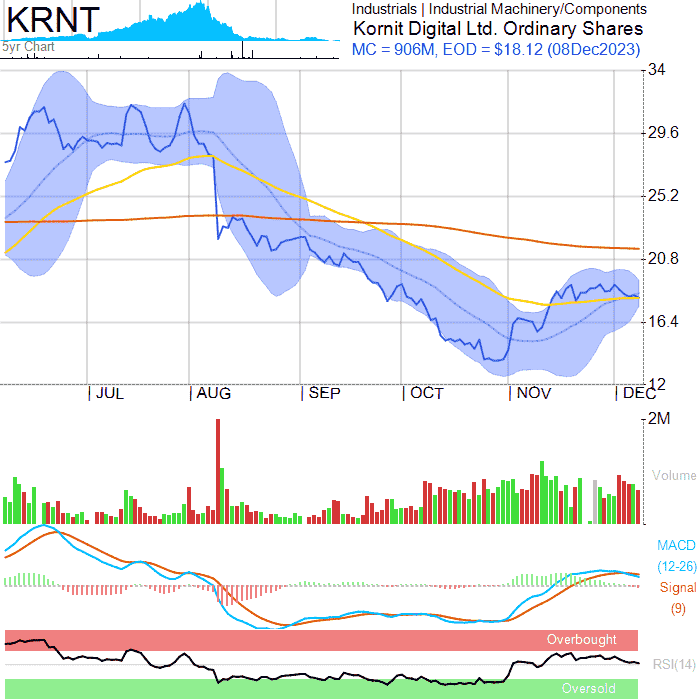 KRNT
5yr Chart
Industrials | Industrial Machinery/Components
Kornit Digital Ltd. Ordinary Shares
MC = 906M, EOD = $18.12 (08Dec2023)
34
29.6
25.2
20.8
16.4
12
JUL AUG SEP OCT NOV DEC
2M
Volume
MACD
(12-26)
Signal
(9)
Overbought
RSI(14)
Oversold